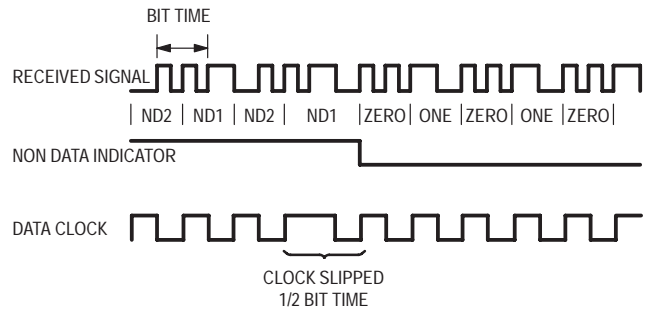 BIT TIME
RECEIVED SIGNAL
| ND2 | ND1 | ND2 | ND1 |ZERO| ONE |ZERO| ONE |ZERO|
NON DATA INDICATOR
DATA CLOCK
CLOCK SLIPPED
1/2 BIT TIME